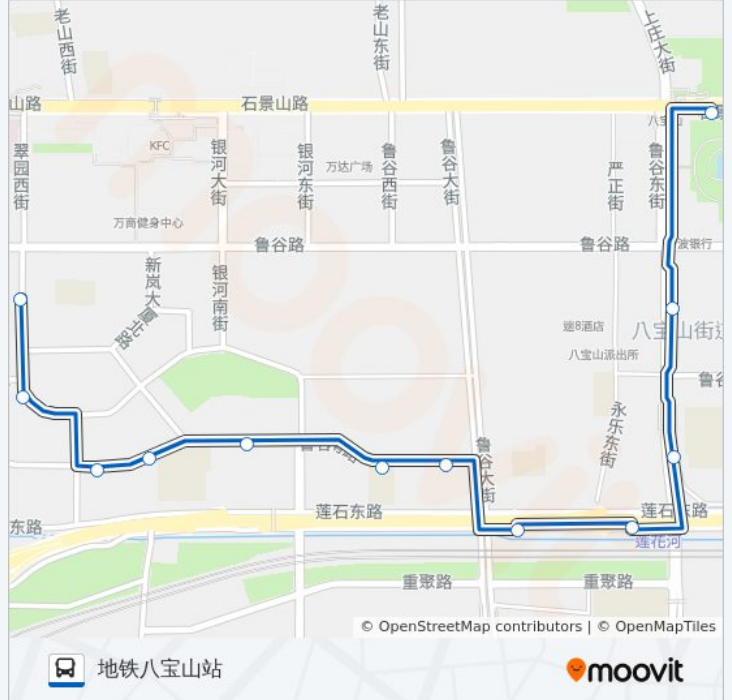 老山西街
老山东街
上庄大街
山路
石景山路
八宝山
KFC
翠园西街
银河大街
银河东街
万达广场
鲁谷西街
鲁谷大街
严正街
鲁谷东街
万商健身中心
鲁谷路
鲁谷路
波银行
新岚大厦北路
银河南街
速8酒店
八宝山街道
八宝山派出所
鲁谷
永乐东街
鲁谷大街
莲石东路
莲石东路
东路
莲花河
重聚路
重聚路
© OpenStreetMap contributors | © OpenMapTiles
地铁八宝山站
moovit